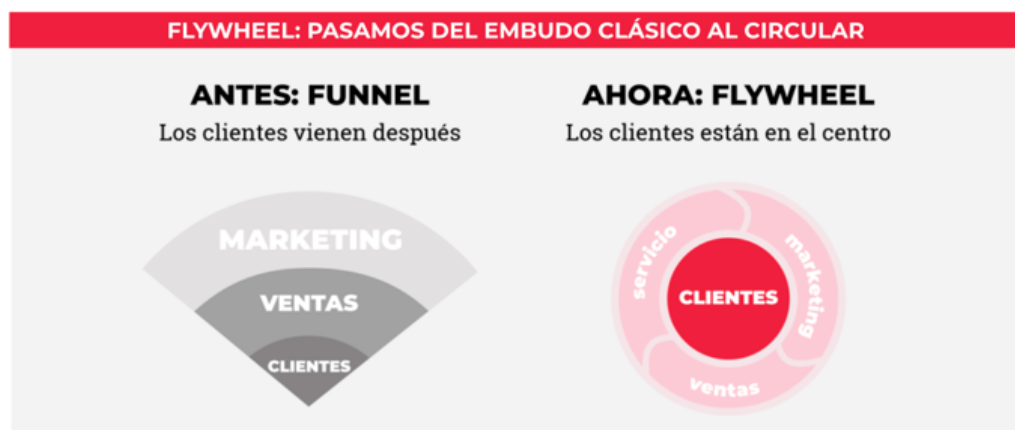 FLYWHEEL: PASAMOS DEL EMBUDO CLÁSICO AL CIRCULAR
ANTES: FUNNEL
Los clientes vienen después
MARKETING
VENTAS
CLIENTES
AHORA: FLYWHEEL
Los clientes están en el centro
servicio
marketing
CLIENTES
ventas